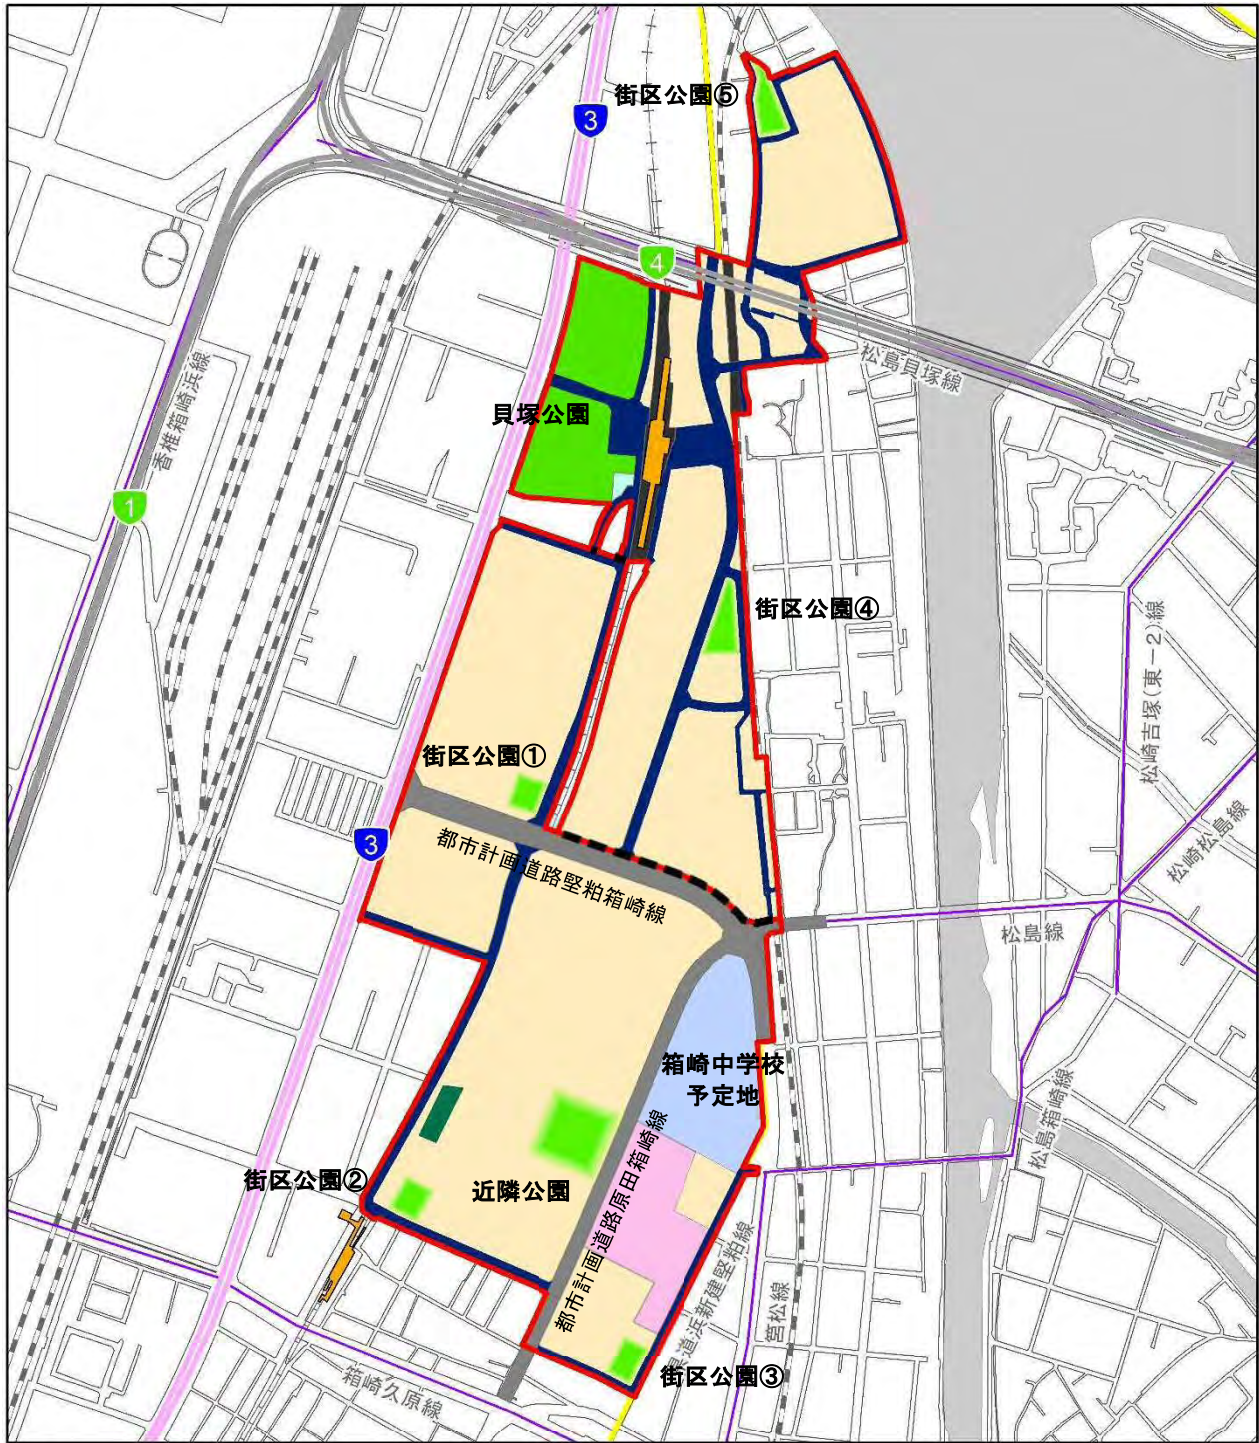 街区公園⑤
3
4
松島貝塚線
香椎箱崎浜線
貝塚公園
1
街区公園④
松崎吉塚(東－2)線
街区公園①
3
都市計画道路堅粕箱崎線
松崎松島線
松島線
箱崎中学校
予定地
松島箱崎線
都市計画道路原田箱崎線
街区公園②
近隣公園
県道浜新建堅粕線
宮松線
街区公園③
箱崎久原線